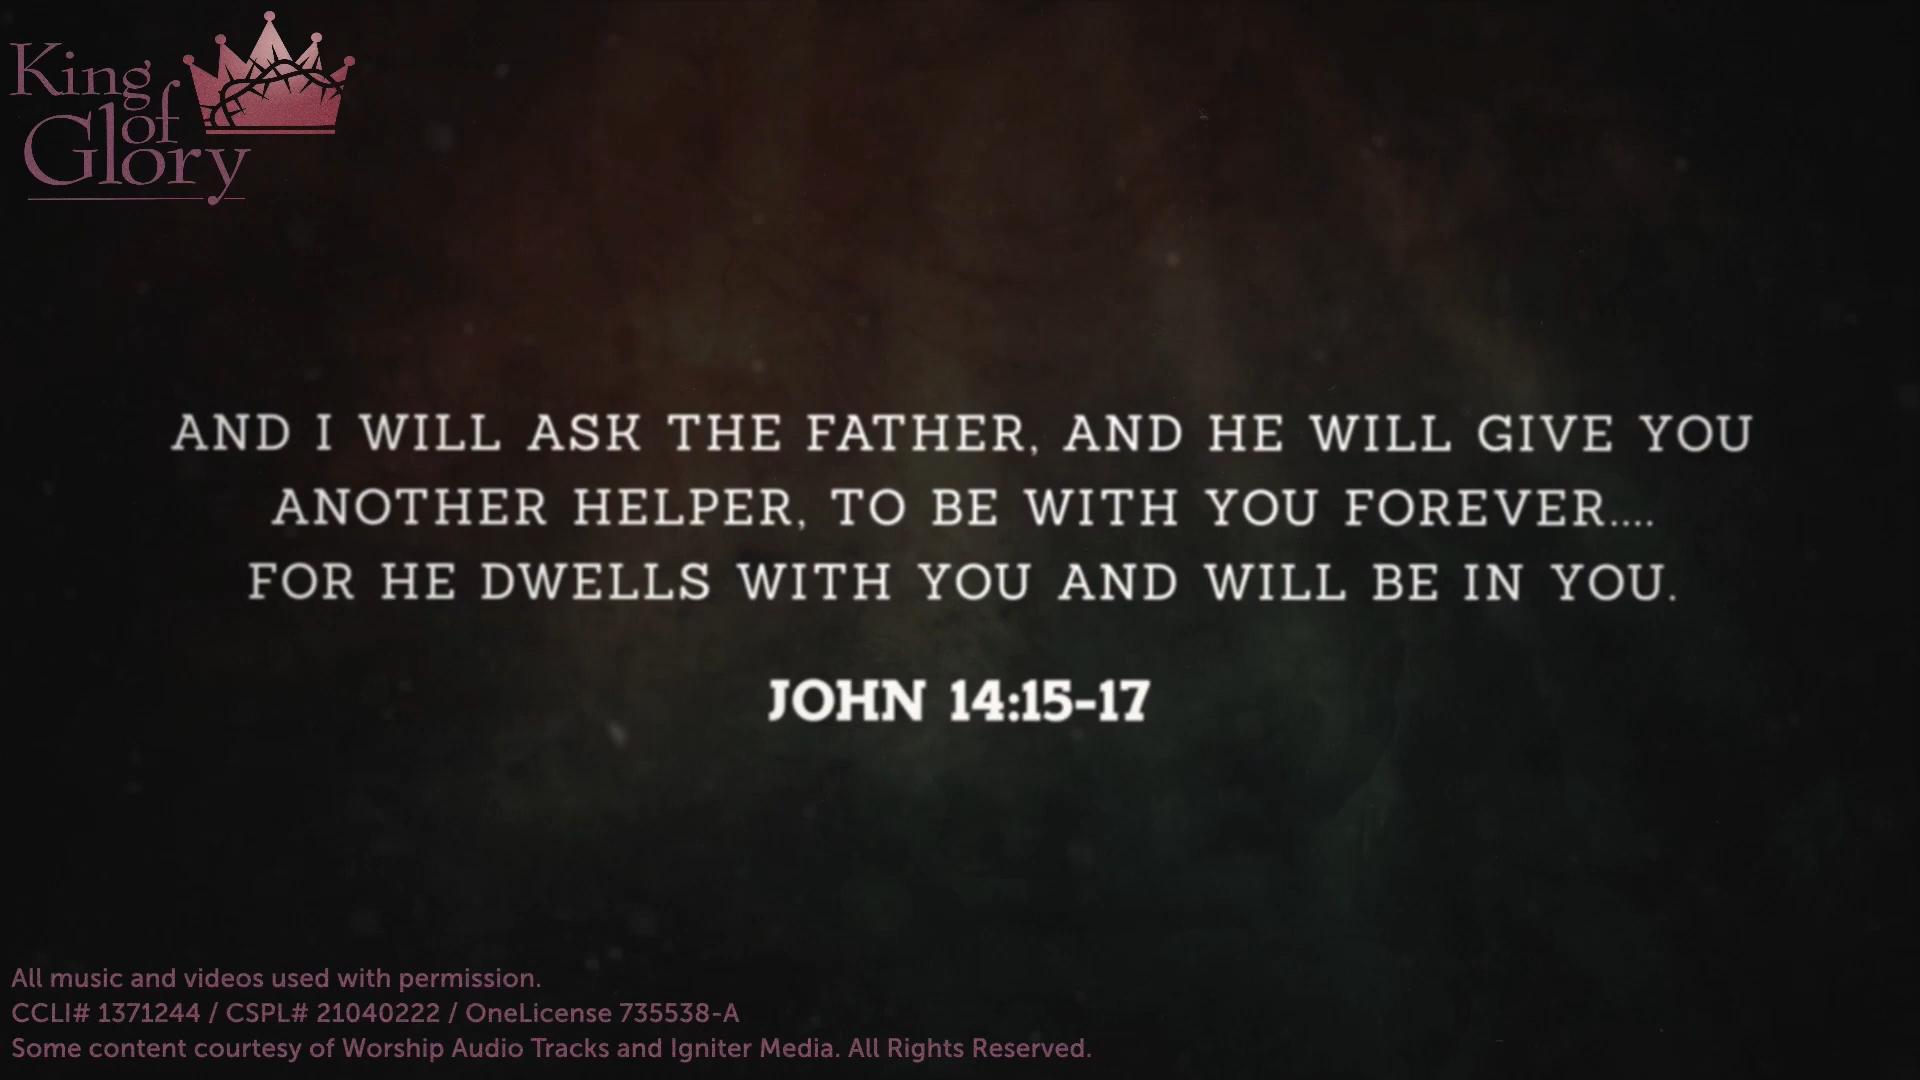 King
of
Glory
AND I WILL ASK THE FATHER, AND HE WILL GIVE YOU
ANOTHER HELPER, TO BE WITH YOU FOREVER....
FOR HE DWELLS WITH YOU AND WILL BE IN YOU.
JOHN 14:15-17
All music and videos used with permission.
CCLI# 1371244 / CSPL# 21040222 / OneLicense 735538-A
Some content courtesy of Worship Audio Tracks and Igniter Media. All Rights Reserved.